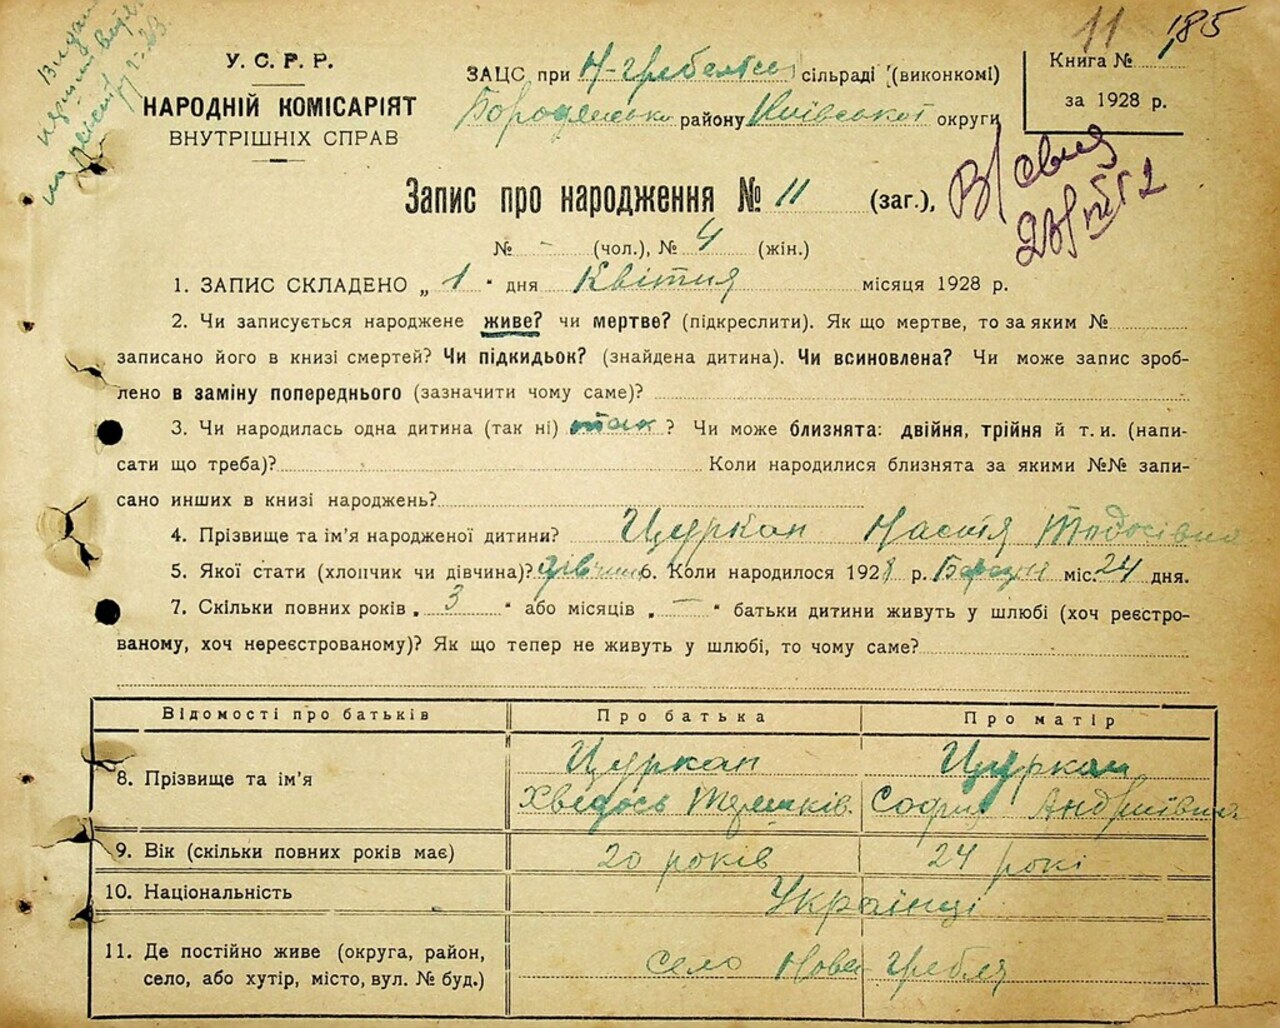 11 185
У. С. Р. Р.
НАРОДНІЙ КОМІСАРІЯТ
ВНУТРІШНІХ СПРАВ
ЗАЦС при Н-Гребельск сільраді (виконкомі)
району Київської округи
Книга № 1
за 1928 р.
Запис про народження № 11 (заг.),
№ - (чол.), № 4 (жін.)
1. ЗАПИС СКЛАДЕНО „ 1 " дня Квітня місяця 1928 р.
2. Чи записується народжене живе? чи мертве? (підкреслити). Як що мертве, то за яким №
записано його в книзі смертей? Чи підкидьок? (знайдена дитина). Чи всиновлена? Чи може запис зроб-
лено в заміну попереднього (зазначити чому саме)?
3. Чи народилась одна дитина (так ні) так ? Чи може близнята: двійня, трійня й т. и. (напи-
сати що треба)? Коли народилися близнята за якими №№ запи-
сано инших в книзі народжень?
4. Прізвище та ім'я народженої дитини? Цуркан Настя Тодосівна
5. Якої стати (хлопчик чи дівчина)? дівчина 6. Коли народилося 1928 р. Березня міс. 24 дня.
7. Скільки повних років „ 3 " або місяців „ — " батьки дитини живуть у шлюбі (хоч реєстро-
ваному, хоч нереєстрованому)? Як що тепер не живуть у шлюбі, то чому саме?
Відомості про батьків Про батька Про матір
8. Прізвище та ім'я Цуркан Цуркан
Хведось Софія Андріївна
9. Вік (скільки повних років має) 20 років 24 рокі
10. Національність Українці
11. Де постійно живе (округа, район,
село, або хутір, місто, вул. № буд.) село Нова-Гребля